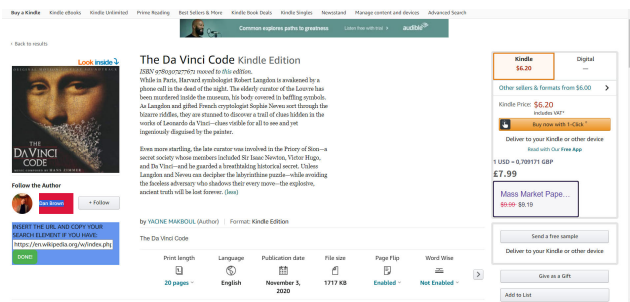 Buy a Kindle Kindle eBooks Kindle Unlimited Prime Reading Best Sellers & More Kindle Book Deals Kindle Singles Newsstand Manage content and devices Advanced Search
Common explores paths to greatness
audible
‹ Back to results
Look inside
THE
DA VINCI
CODE
Follow the Author
Dan Brown
+ Follow
INSERT THE URL AND COPY YOUR
SEARCH ELEMENT IF YOU HAVE:
https://en.wikipedia.org/w/index.php
DONE!
The Da Vinci Code Kindle Edition
ISBN 9780307277671 moved to this edition.
While in Paris, Harvard symbologist Robert Langdon is awakened by a
phone call in the dead of the night. The elderly curator of the Louvre has
been murdered inside the museum, his body covered in baffling symbols.
As Langdon and gifted French cryptologist Sophie Neveu sort through the
bizarre riddles, they are stunned to discover a trail of clues hidden in the
works of Leonardo da Vinci—clues visible for all to see and yet
ingeniously disguised by the painter.
Even more startling, the late curator was involved in the Priory of Sion—a
secret society whose members included Sir Isaac Newton, Victor Hugo,
and Da Vinci—and he guarded a breathtaking historical secret. Unless
Langdon and Neveu can decipher the labyrinthine puzzle—while avoiding
the faceless adversary who shadows their every move—the explosive,
ancient truth will be lost forever. (less)
by YACINE MAKBOUL (Author) | Format: Kindle Edition
The Da Vinci Code
Print length Language Publication date File size Page Flip Word Wise
20 pages English November 3, 1717 KB Enabled Not Enabled
2020
Kindle Digital
$6.20 —
Other sellers & formats from $6.00
Kindle Price: $6.20
includes VAT*
Buy now with 1-Click
Deliver to your Kindle or other device
Read with Our Free App
1 USD = 0,709171 GBP
£7.99
Mass Market Pape...
$9.99 $9.19
Send a free sample
Deliver to your Kindle or other device
Give as a Gift
Add to List